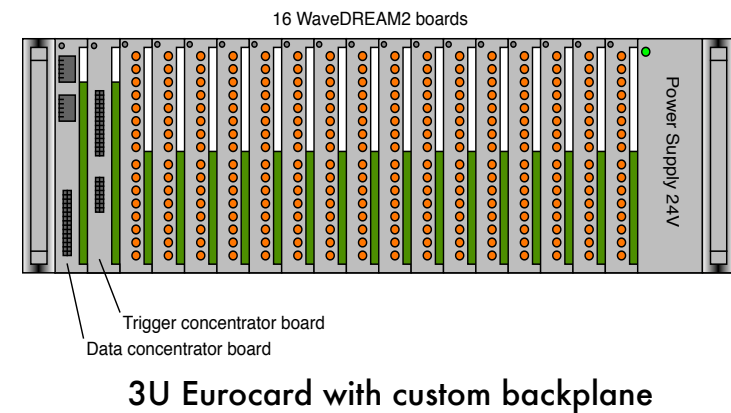 16 WaveDREAM2 boards
Power Supply 24V
Trigger concentrator board
Data concentrator board
3U Eurocard with custom backplane